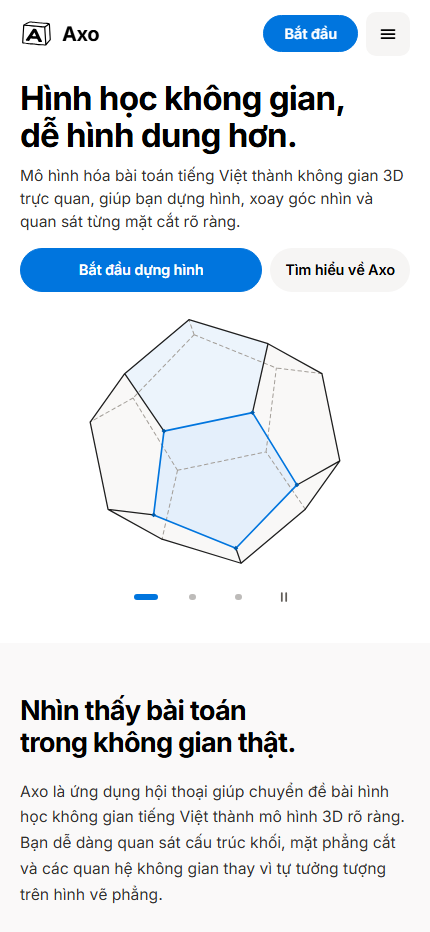 A Axo
Bắt đầu
Hình học không gian,
dễ hình dung hơn.
Mô hình hóa bài toán tiếng Việt thành không gian 3D
trực quan, giúp bạn dựng hình, xoay góc nhìn và
quan sát từng mặt cắt rõ ràng.
Bắt đầu dựng hình
Tìm hiểu về Axo
Nhìn thấy bài toán
trong không gian thật.
Axo là ứng dụng hội thoại giúp chuyển đề bài hình
học không gian tiếng Việt thành mô hình 3D rõ ràng.
Bạn dễ dàng quan sát cấu trúc khối, mặt phẳng cắt
và các quan hệ không gian thay vì tự tưởng tượng
trên hình vẽ phẳng.